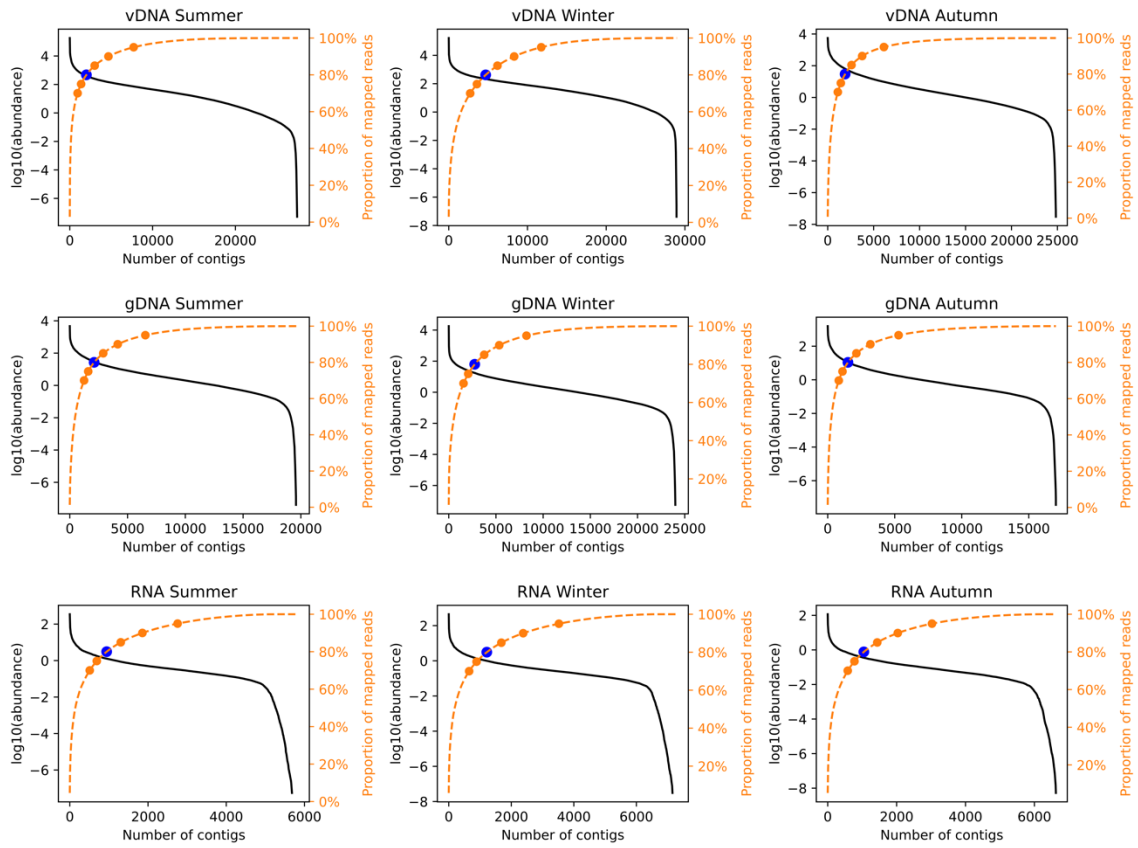 vDNA Summer
log10(abundance)
4
2
0
−2
−4
−6
0 10000 20000
Number of contigs
100%
80%
60%
40%
20%
0%
Proportion of mapped reads
vDNA Winter
log10(abundance)
4
2
0
−2
−4
−6
−8
0 10000 20000 30000
Number of contigs
100%
80%
60%
40%
20%
0%
Proportion of mapped reads
vDNA Autumn
log10(abundance)
4
2
0
−2
−4
−6
−8
0 5000 10000 15000 20000 25000
Number of contigs
100%
80%
60%
40%
20%
0%
Proportion of mapped reads
gDNA Summer
log10(abundance)
4
2
0
−2
−4
−6
0 5000 10000 15000 20000
Number of contigs
100%
80%
60%
40%
20%
0%
Proportion of mapped reads
gDNA Winter
log10(abundance)
4
2
0
−2
−4
−6
0 5000 10000 15000 20000 25000
Number of contigs
100%
80%
60%
40%
20%
Proportion of mapped reads
gDNA Autumn
log10(abundance)
4
2
0
−2
−4
−6
0 5000 10000 15000
Number of contigs
100%
80%
60%
40%
20%
0%
Proportion of mapped reads
RNA Summer
log10(abundance)
2
0
−2
−4
−6
0 2000 4000 6000
Number of contigs
100%
80%
60%
40%
20%
0%
Proportion of mapped reads
RNA Winter
log10(abundance)
2
0
−2
−4
−6
−8
0 2000 4000 6000
Number of contigs
100%
80%
60%
40%
20%
Proportion of mapped reads
RNA Autumn
log10(abundance)
2
0
−2
−4
−6
−8
0 2000 4000 6000
Number of contigs
100%
80%
60%
40%
20%
Proportion of mapped reads